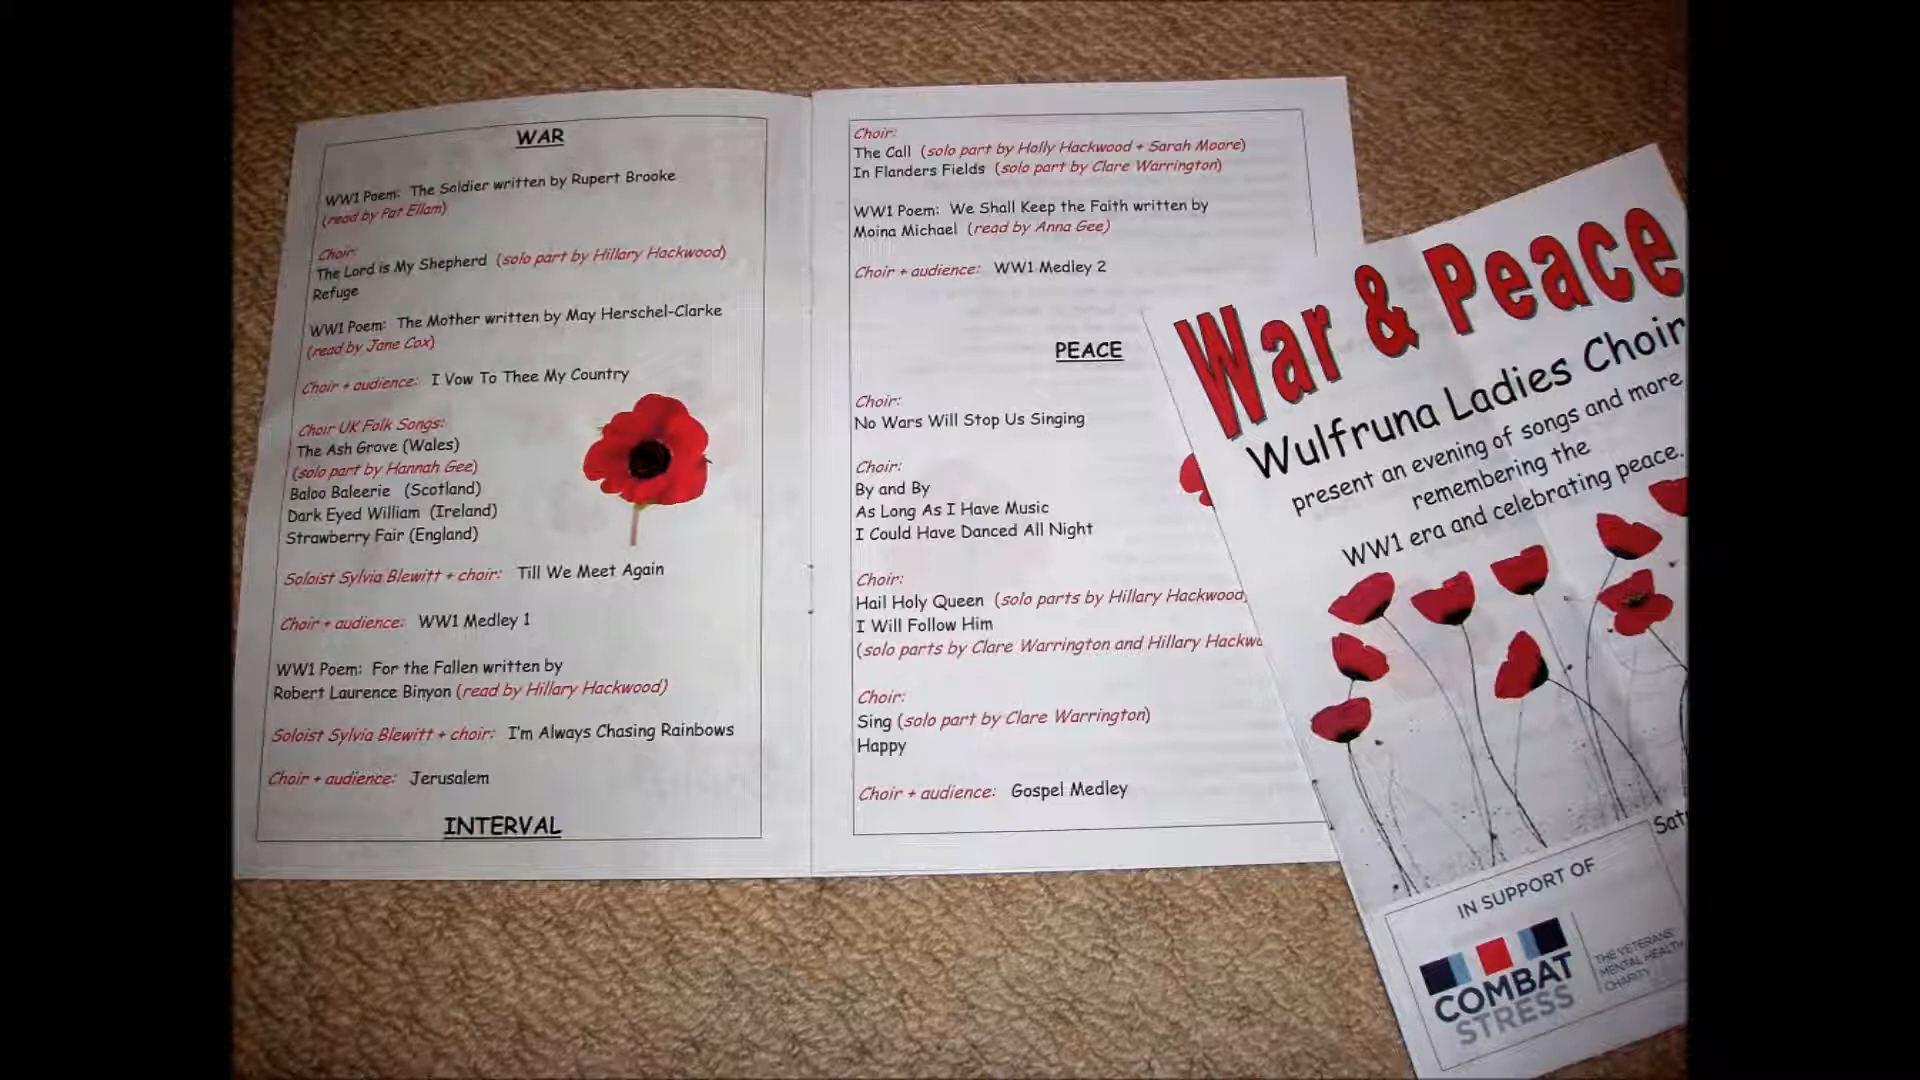 WAR
WW1 Poem: The Soldier written by Rupert Brooke
(read by Pat Ellam)
Choir:
The Lord is My Shepherd (solo part by Hillary Hackwood)
Refuge
WW1 Poem: The Mother written by May Herschel-Clarke
(read by Jane Cox)
Choir + audience: I Vow To Thee My Country
Choir UK Folk Songs:
The Ash Grove (Wales)
(solo part by Hannah Gee)
Baloo Baleerie (Scotland)
Dark Eyed William (Ireland)
Strawberry Fair (England)
Soloist Sylvia Blewitt + choir: Till We Meet Again
Choir + audience: WW1 Medley 1
WW1 Poem: For the Fallen written by
Robert Laurence Binyon (read by Hillary Hackwood)
Soloist Sylvia Blewitt + choir: I'm Always Chasing Rainbows
Choir + audience: Jerusalem
INTERVAL
Choir:
The Call (solo part by Holly Hackwood + Sarah Moore)
In Flanders Fields (solo part by Clare Warrington)
WW1 Poem: We Shall Keep the Faith written by
Moina Michael (read by Anna Gee)
Choir + audience: WW1 Medley 2
PEACE
Choir:
No Wars Will Stop Us Singing
Choir:
By and By
As Long As I Have Music
I Could Have Danced All Night
Choir:
Hail Holy Queen (solo parts by Hillary Hackwood)
I Will Follow Him
(solo parts by Clare Warrington and Hillary Hackwo
Choir:
Sing (solo part by Clare Warrington)
Happy
Choir + audience: Gospel Medley
War & Peace
Wulfruna Ladies Choir
present an evening of songs and more
remembering the
WW1 era and celebrating peace.
Sat
IN SUPPORT OF
COMBAT
STRESS
THE VETERANS'
MENTAL HEALTH
CHARITY